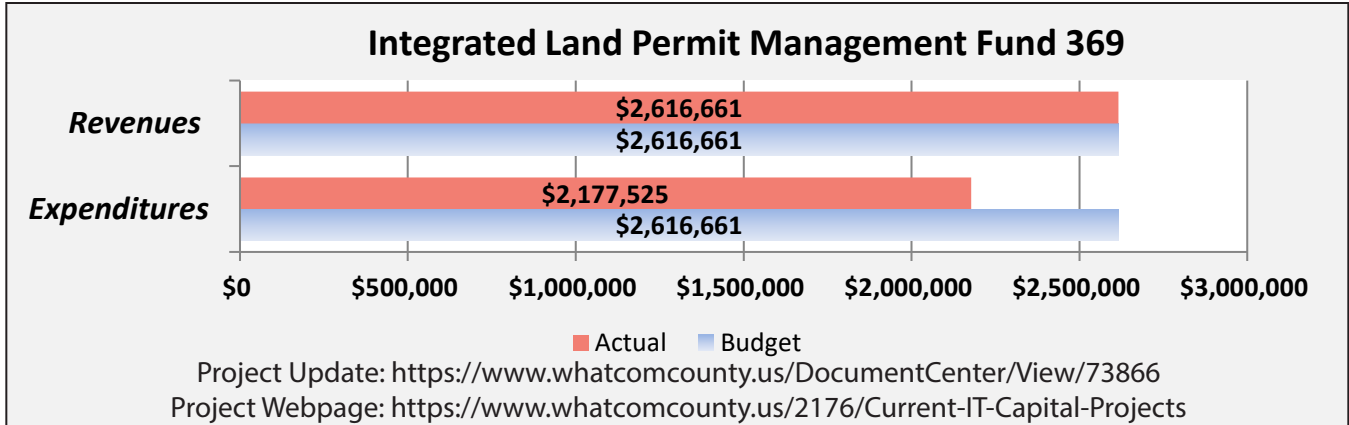 Integrated Land Permit Management Fund 369
Revenues
$2,616,661
$2,616,661
Expenditures
$2,177,525
$2,616,661
$0 $500,000 $1,000,000 $1,500,000 $2,000,000 $2,500,000 $3,000,000
Actual Budget
Project Update: https://www.whatcomcounty.us/DocumentCenter/View/73866
Project Webpage: https://www.whatcomcounty.us/2176/Current-IT-Capital-Projects